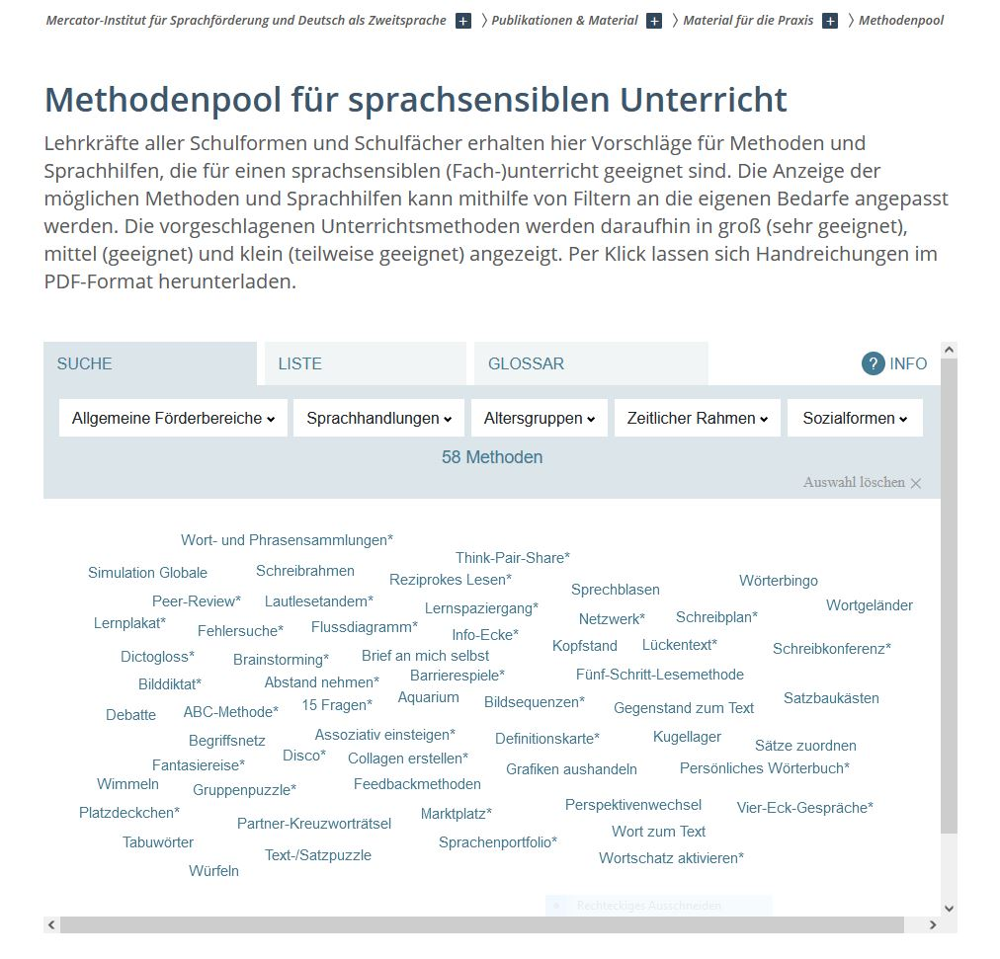 Mercator-Institut für Sprachförderung und Deutsch als Zweitsprache + 〉Publikationen & Material + 〉Material für die Praxis + 〉Methodenpool
Methodenpool für sprachsensiblen Unterricht
Lehrkräfte aller Schulformen und Schulfächer erhalten hier Vorschläge für Methoden und
Sprachhilfen, die für einen sprachsensiblen (Fach-)unterricht geeignet sind. Die Anzeige der
möglichen Methoden und Sprachhilfen kann mithilfe von Filtern an die eigenen Bedarfe angepasst
werden. Die vorgeschlagenen Unterrichtsmethoden werden daraufhin in groß (sehr geeignet),
mittel (geeignet) und klein (teilweise geeignet) angezeigt. Per Klick lassen sich Handreichungen im
PDF-Format herunterladen.
SUCHE LISTE GLOSSAR ? INFO
Allgemeine Förderbereiche Sprachhandlungen Altersgruppen Zeitlicher Rahmen Sozialformen
58 Methoden
Auswahl löschen ×
Wort- und Phrasensammlungen*
Think-Pair-Share*
Simulation Globale Schreibrahmen
Reziprokes Lesen* Wörterbingo
Sprechblasen
Peer-Review* Lautlesetandem* Wortgeländer
Lernspaziergang*
Lernplakat* Netzwerk* Schreibplan*
Fehlersuche* Flussdiagramm* Info-Ecke*
Kopfstand Lückentext* Schreibkonferenz*
Dictogloss* Brainstorming* Brief an mich selbst
Barrierespiele* Fünf-Schritt-Lesemethode
Bilddiktat* Abstand nehmen*
Aquarium Satzbaukästen
15 Fragen* Bildsequenzen*
Debatte ABC-Methode* Gegenstand zum Text
Begriffsnetz Assoziativ einsteigen* Definitionskarte* Kugellager Sätze zuordnen
Disco* Collagen erstellen*
Fantasiereise* Grafiken aushandeln Persönliches Wörterbuch*
Wimmeln Gruppenpuzzle* Feedbackmethoden
Perspektivenwechsel Vier-Eck-Gespräche*
Platzdeckchen* Partner-Kreuzworträtsel Marktplatz*
Wort zum Text
Tabuwörter Sprachenportfolio*
Text-/Satzpuzzle Wortschatz aktivieren*
Würfeln
Rechteckiges Ausschneiden